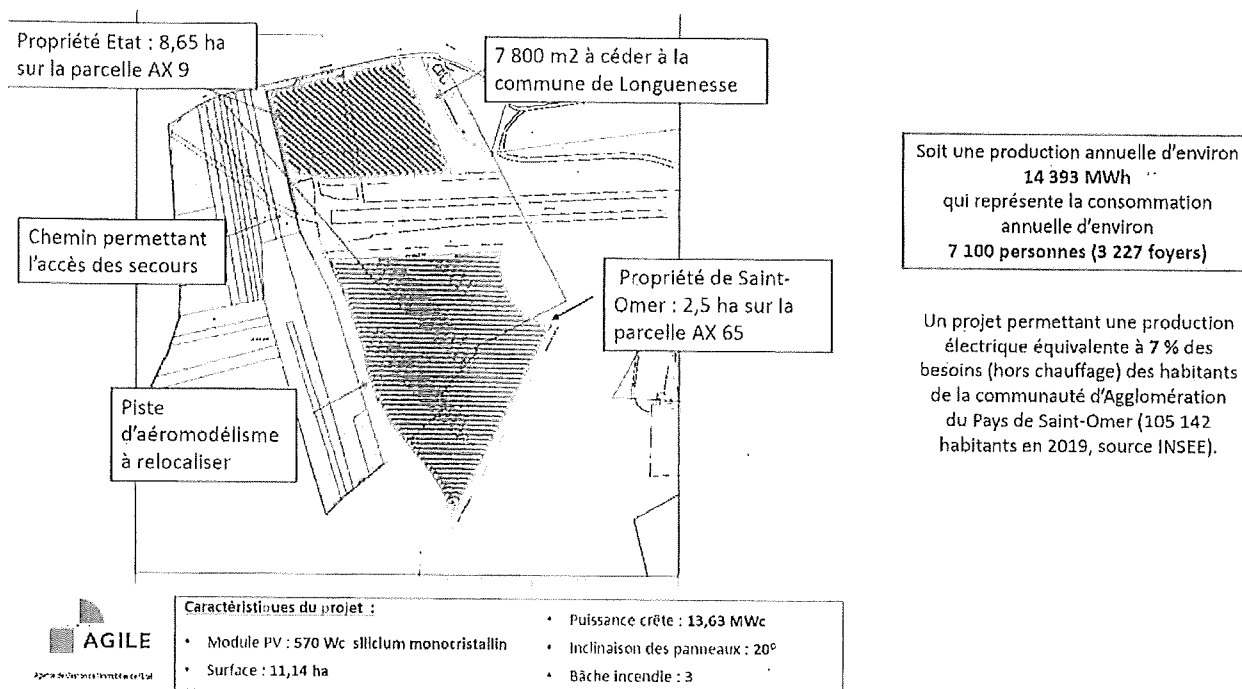 Propriété Etat : 8,65 ha
sur la parcelle AX 9
7 800 m2 à céder à la
commune de Longuenesse
Chemin permettant
l'accès des secours
Propriété de Saint-
Omer : 2,5 ha sur la
parcelle AX 65
Piste
d'aéromodélisme
à relocaliser
Soit une production annuelle d'environ
14 393 MWh
qui représente la consommation
annuelle d'environ
7 100 personnes (3 227 foyers)
Un projet permettant une production
électrique équivalente à 7 % des
besoins (hors chauffage) des habitants
de la communauté d'Agglomération
du Pays de Saint-Omer (105 142
habitants en 2019, source INSEE).
AGILE
Caractéristiques du projet :
• Module PV : 570 Wc silicium monocristallin
• Surface : 11,14 ha
• Puissance crête : 13,63 MWc
• Inclinaison des panneaux : 20°
• Bâche incendie : 3